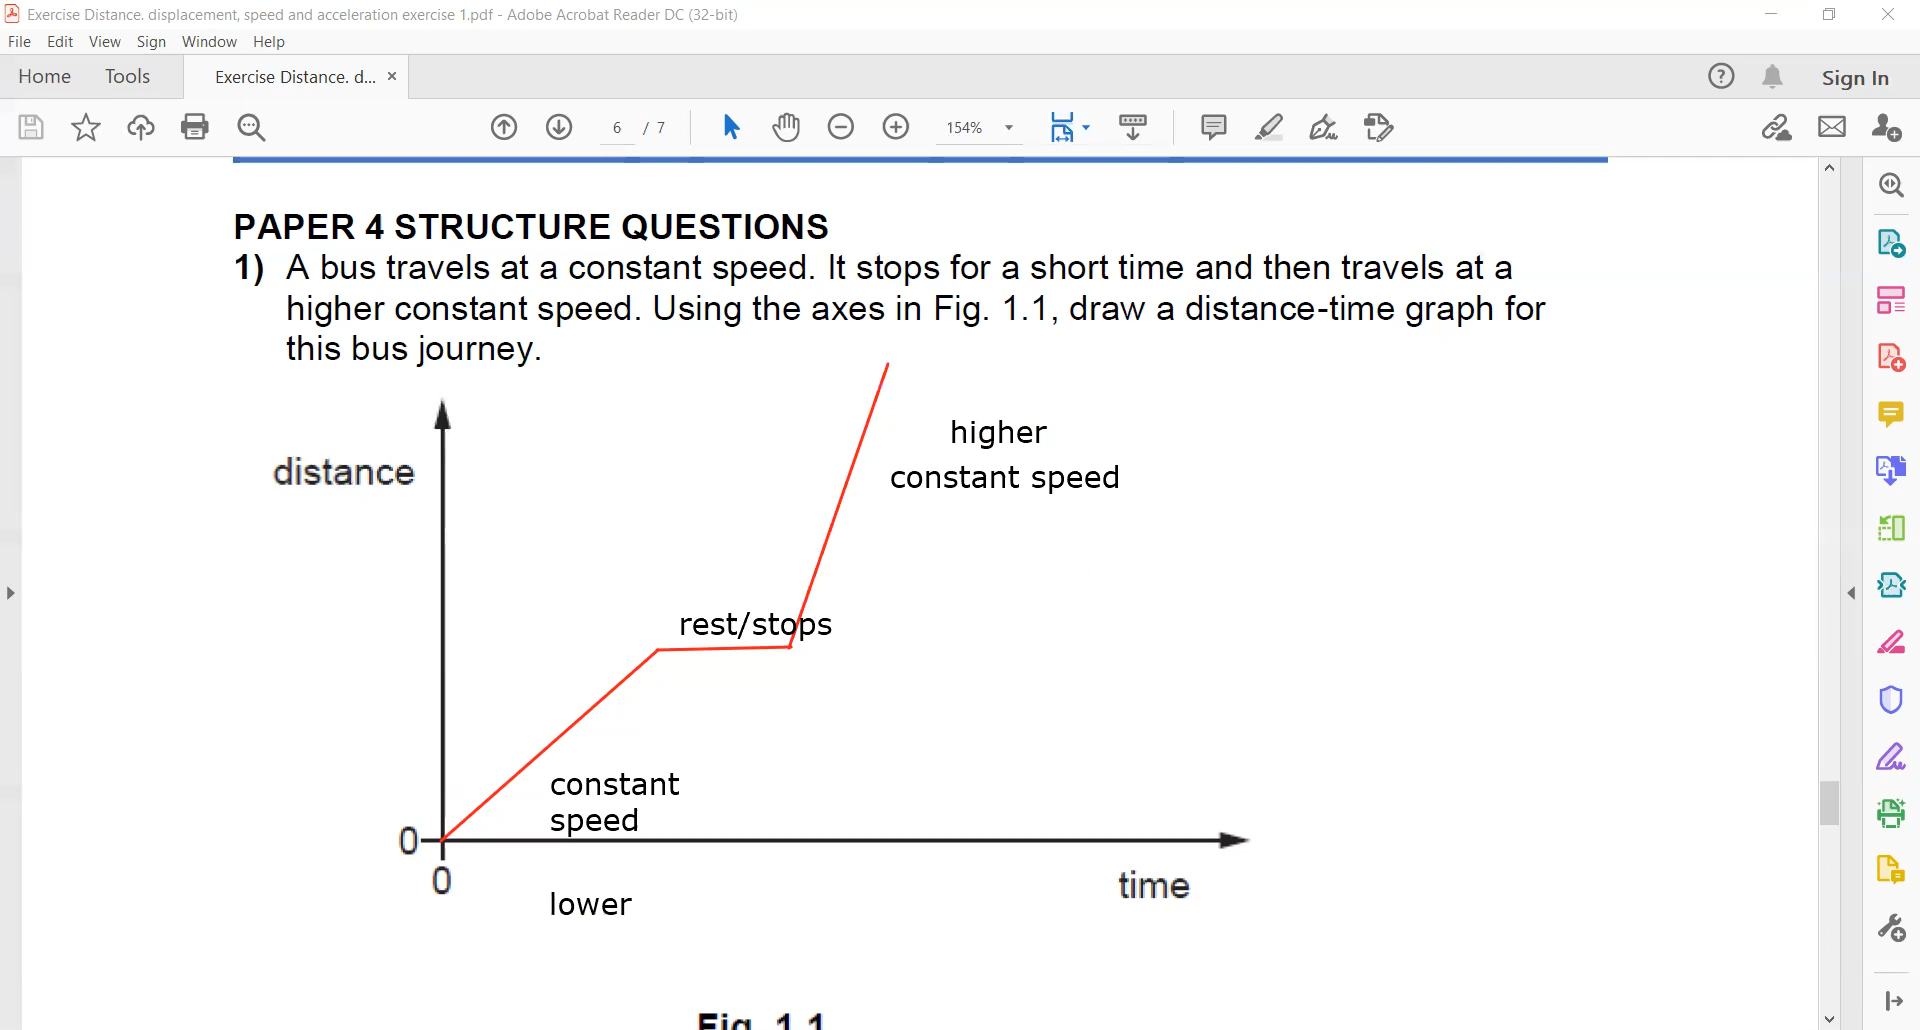 Exercise Distance. displacement, speed and acceleration exercise 1.pdf - Adobe Acrobat Reader DC (32-bit)
File Edit View Sign Window Help
Home Tools Exercise Distance. d... × Sign In
6 / 7 154%
PAPER 4 STRUCTURE QUESTIONS
1) A bus travels at a constant speed. It stops for a short time and then travels at a
higher constant speed. Using the axes in Fig. 1.1, draw a distance-time graph for
this bus journey.
higher
distance
constant speed
rest/stops
constant
speed
0
0
time
lower
Fig. 1.1